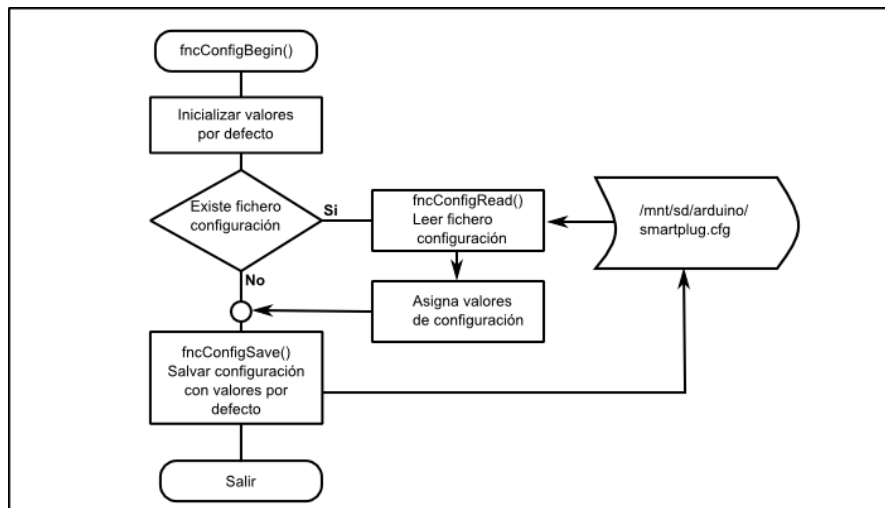 fncConfigBegin()
Inicializar valores
por defecto
Existe fichero
configuración
Si
fncConfigRead()
Leer fichero
configuración
/mnt/sd/arduino/
smartplug.cfg
No
Asigna valores
de configuración
fncConfigSave()
Salvar configuración
con valores por
defecto
Salir